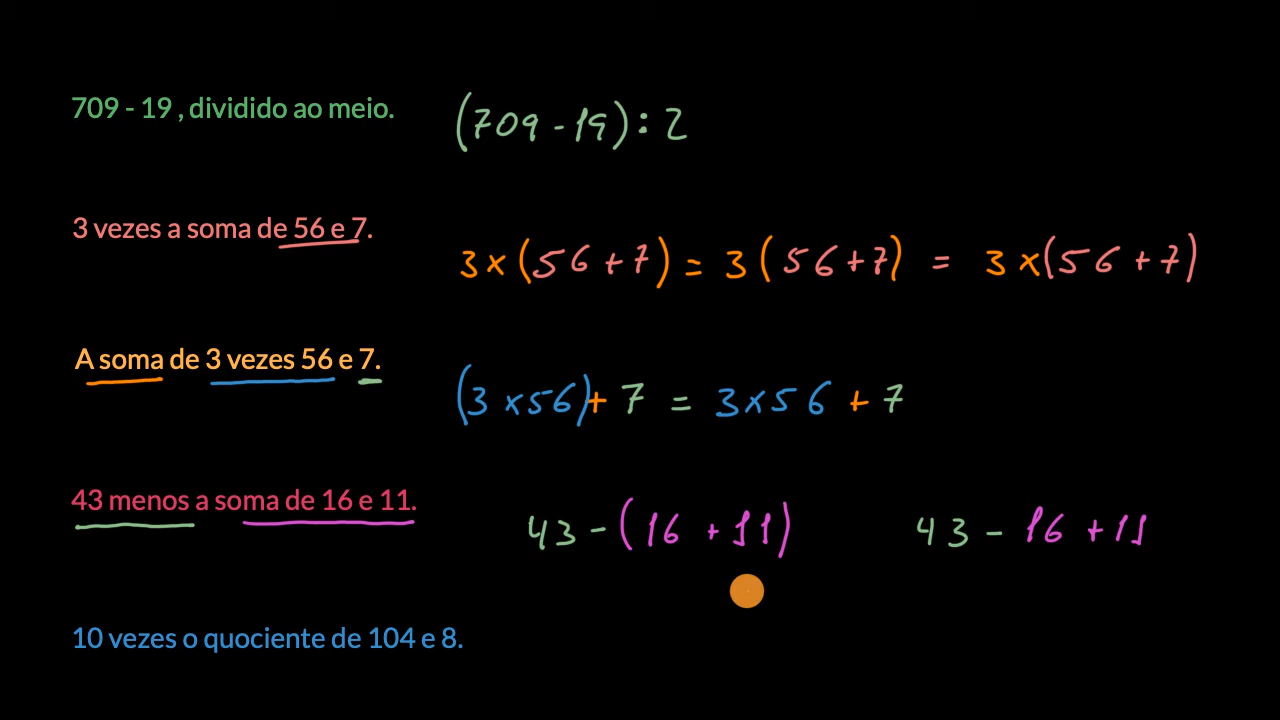 709 - 19 , dividido ao meio. (709 - 19) : 2
3 vezes a soma de 56 e 7. 3 x (56 + 7) = 3 (56 + 7) = 3 x (56 + 7)
A soma de 3 vezes 56 e 7. (3 x 56) + 7 = 3 x 56 + 7
43 menos a soma de 16 e 11. 43 - (16 + 11) 43 - 16 + 11
10 vezes o quociente de 104 e 8.